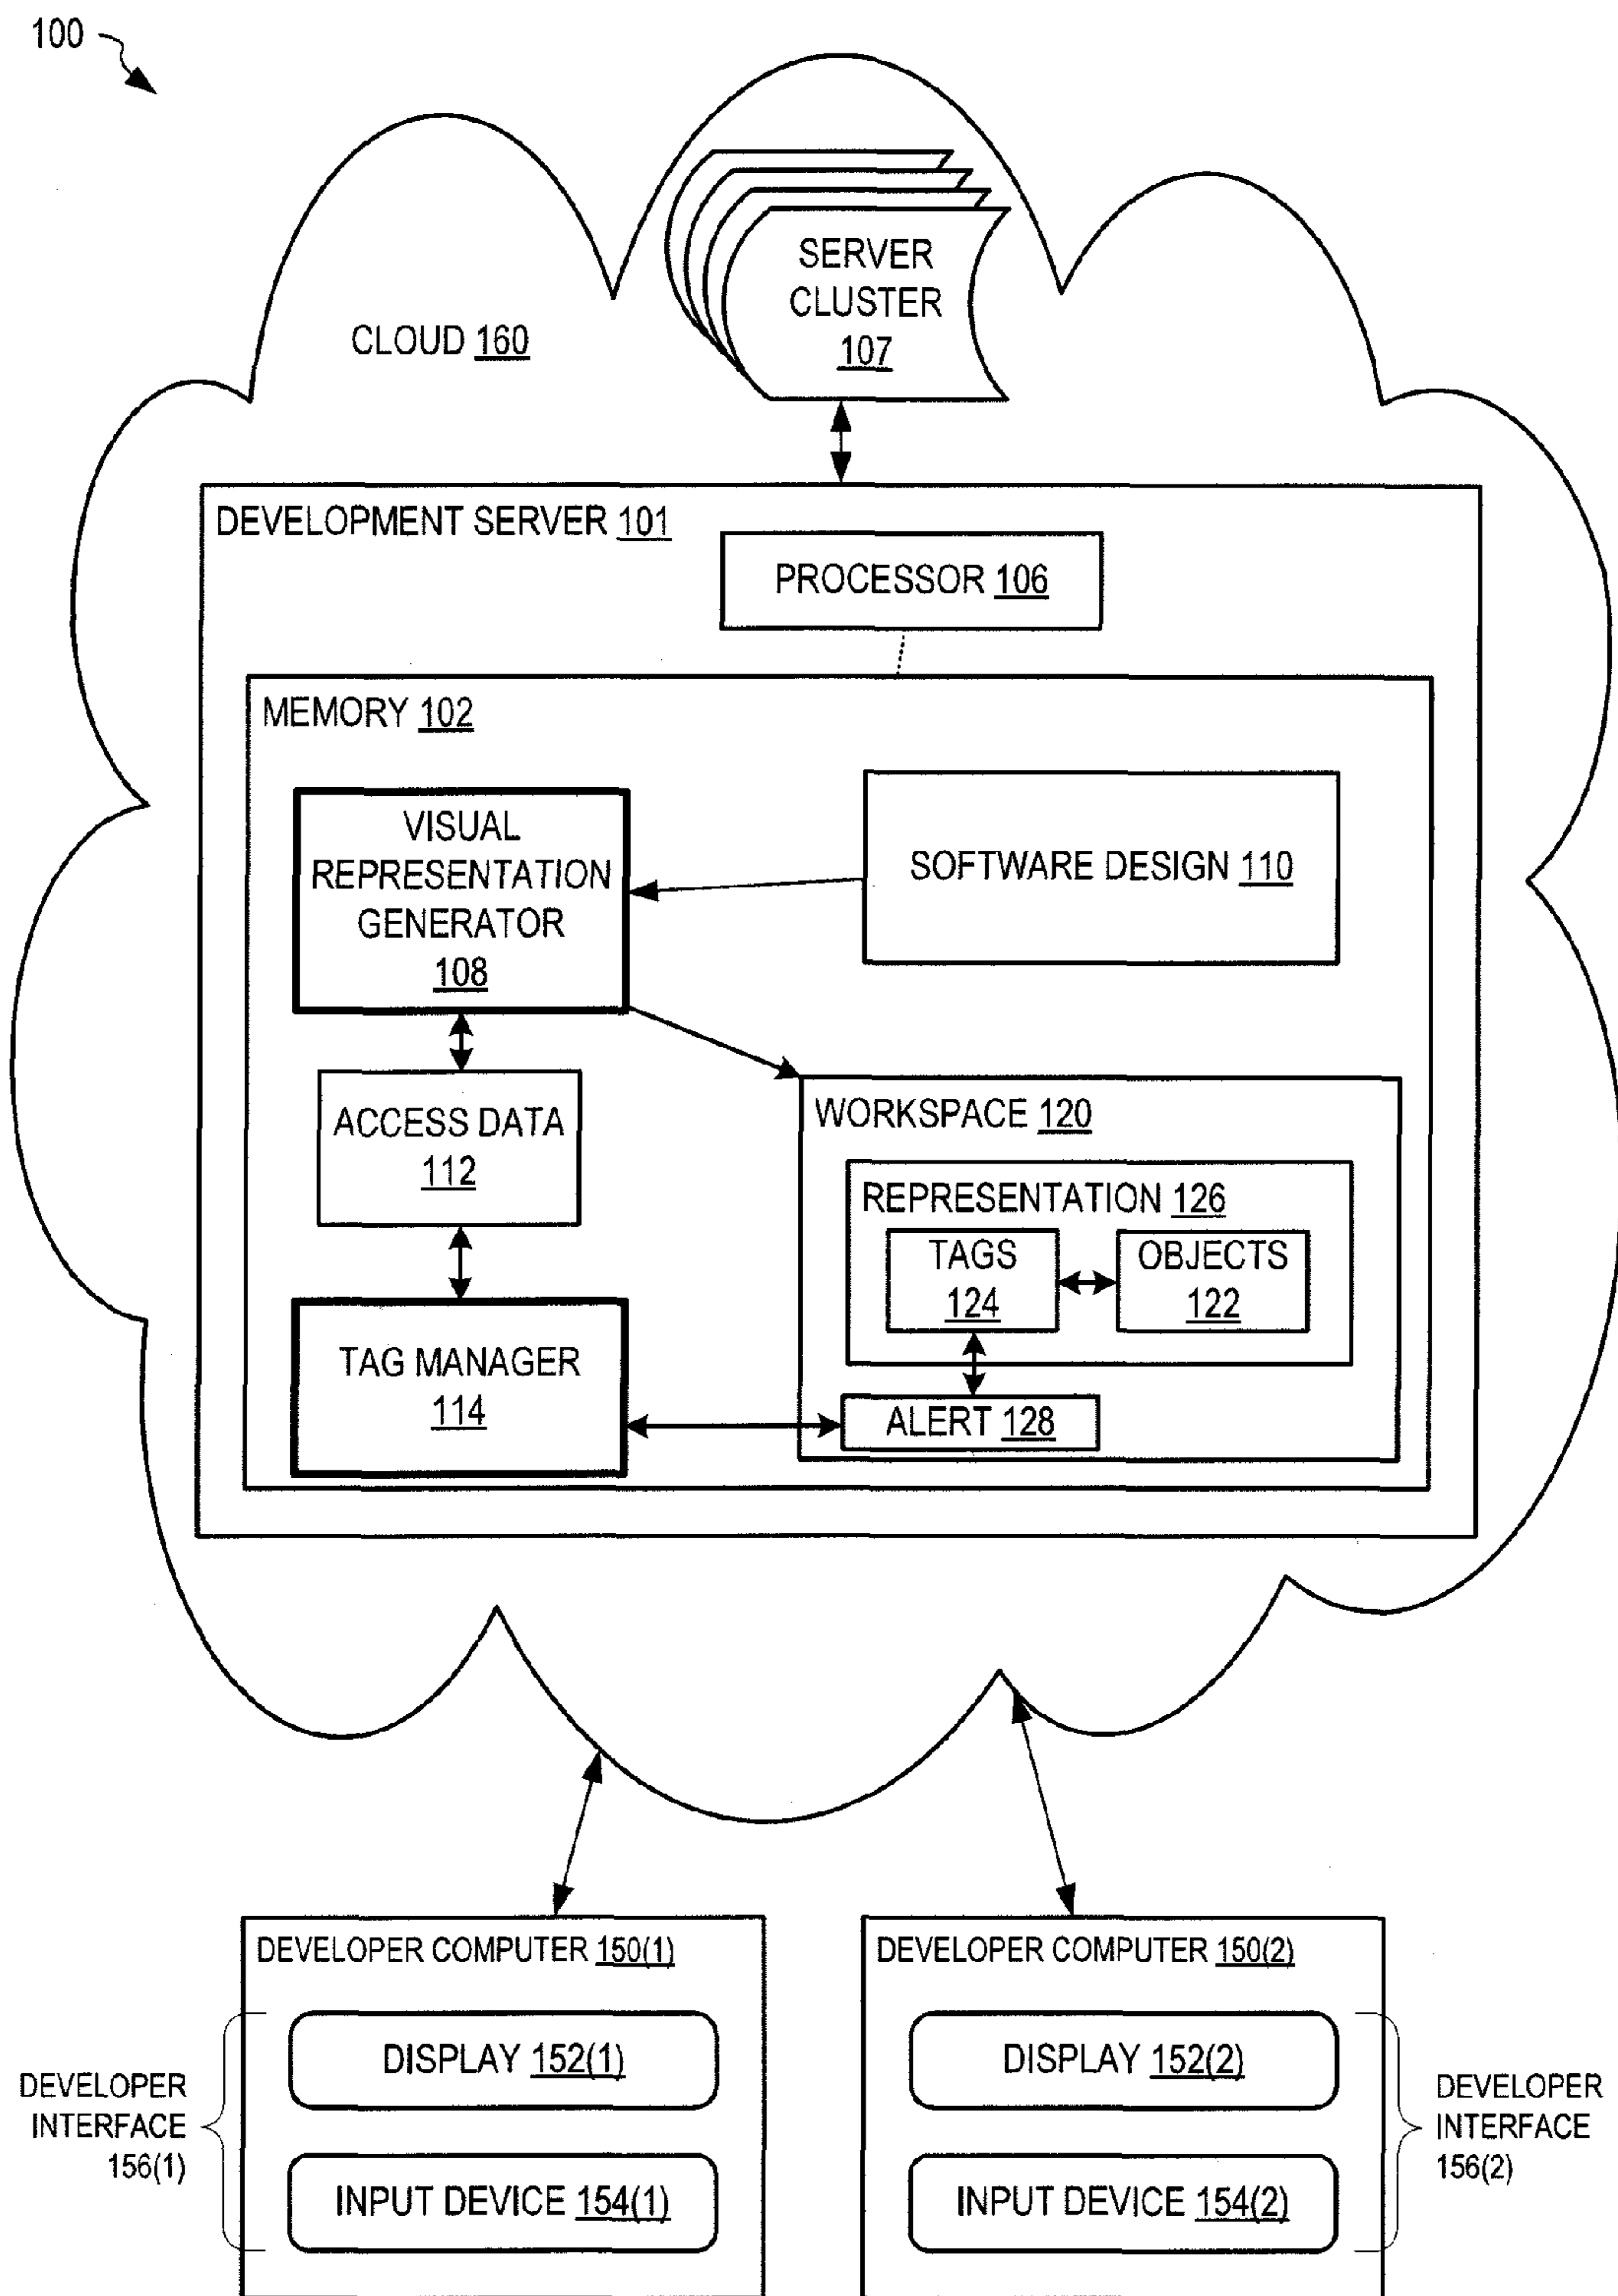 100
SERVER
CLUSTER
107
CLOUD 160
DEVELOPMENT SERVER 101
PROCESSOR 106
MEMORY 102
VISUAL
REPRESENTATION
GENERATOR
108
SOFTWARE DESIGN 110
ACCESS DATA
112
WORKSPACE 120
REPRESENTATION 126
TAGS
124
OBJECTS
122
TAG MANAGER
114
ALERT 128
DEVELOPER COMPUTER 150(1)
DISPLAY 152(1)
INPUT DEVICE 154(1)
DEVELOPER
INTERFACE
156(1)
DEVELOPER COMPUTER 150(2)
DISPLAY 152(2)
INPUT DEVICE 154(2)
DEVELOPER
INTERFACE
156(2)